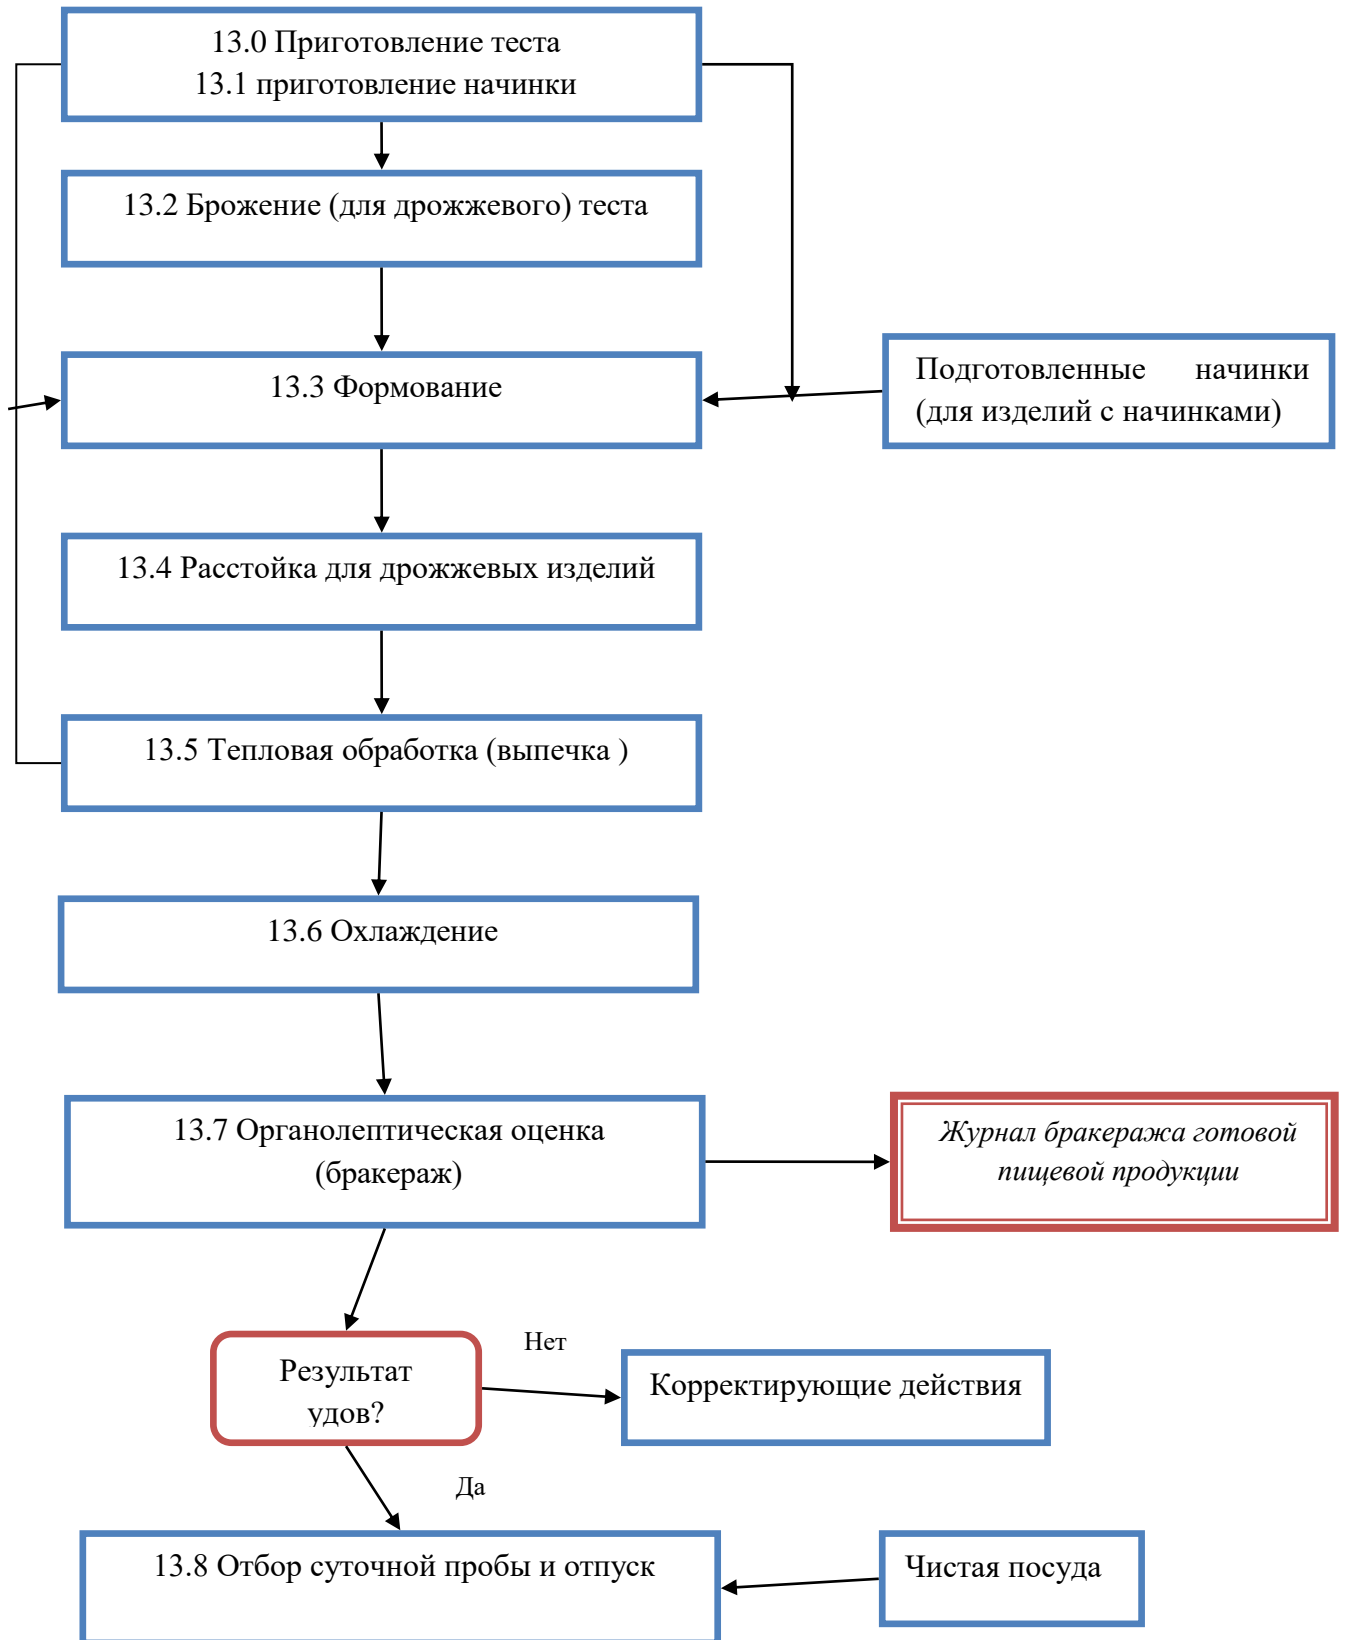 13.0 Приготовление теста
13.1 приготовление начинки
13.2 Брожение (для дрожжевого) теста
13.3 Формование
Подготовленные начинки
(для изделий с начинками)
13.4 Расстойка для дрожжевых изделий
13.5 Тепловая обработка (выпечка )
13.6 Охлаждение
13.7 Органолептическая оценка
(бракераж)
Журнал бракеража готовой
пищевой продукции
Результат
удов?
Нет
Корректирующие действия
Да
13.8 Отбор суточной пробы и отпуск
Чистая посуда